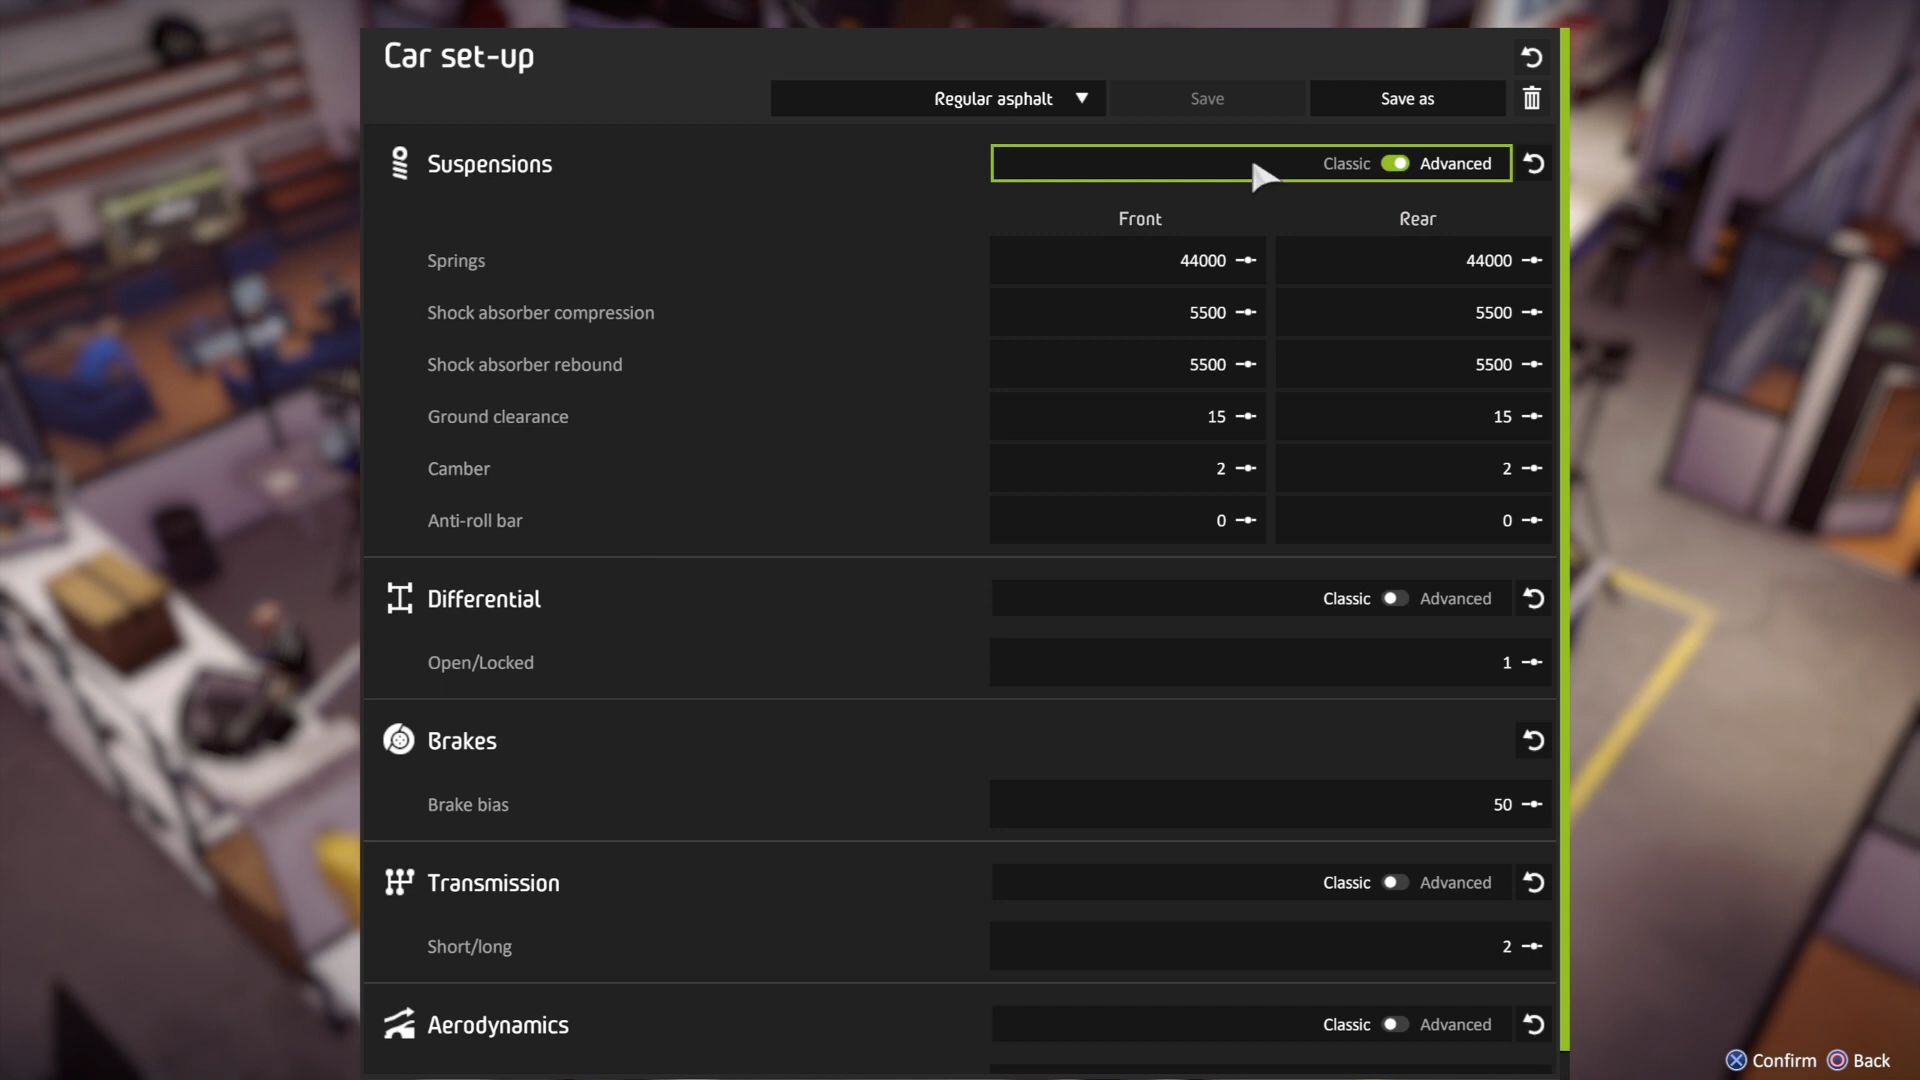 Car set-up
Regular asphalt
Save
Save as
Suspensions
Classic Advanced
Front Rear
Springs 44000 44000
Shock absorber compression 5500 5500
Shock absorber rebound 5500 5500
Ground clearance 15 15
Camber 2 2
Anti-roll bar 0 0
Differential
Classic Advanced
Open/Locked 1
Brakes
Brake bias 50
Transmission
Classic Advanced
Short/long 2
Aerodynamics
Classic Advanced
Confirm Back